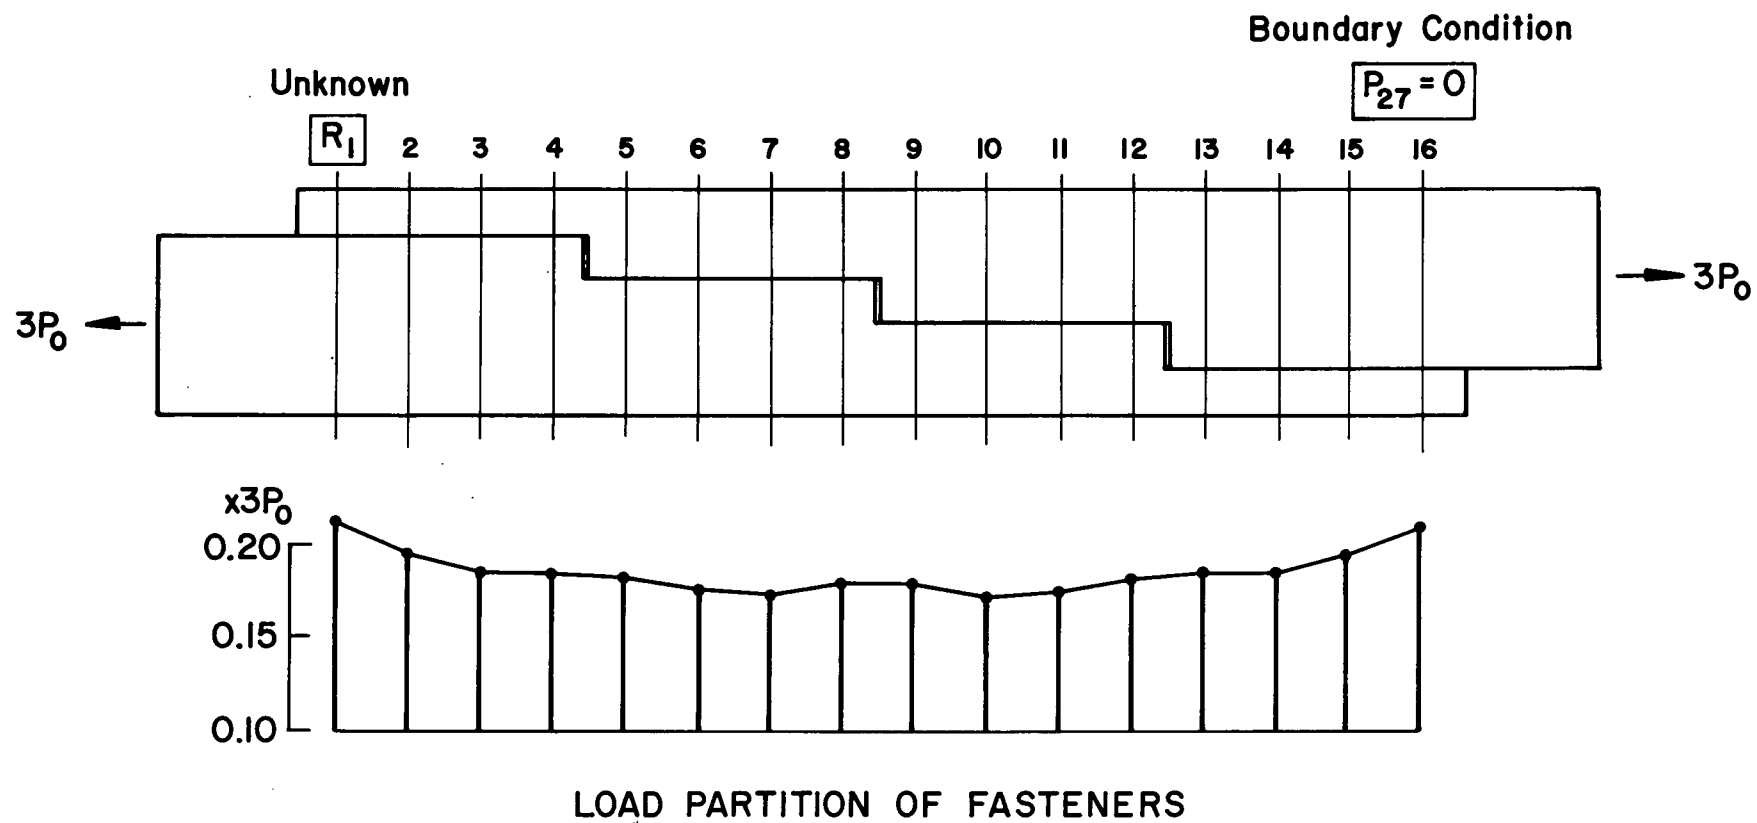 Boundary Condition
Unknown
P27 = 0
R1 2 3 4 5 6 7 8 9 10 11 12 13 14 15 16
3P0
3P0
x3P0
0.20
0.15
0.10
LOAD PARTITION OF FASTENERS